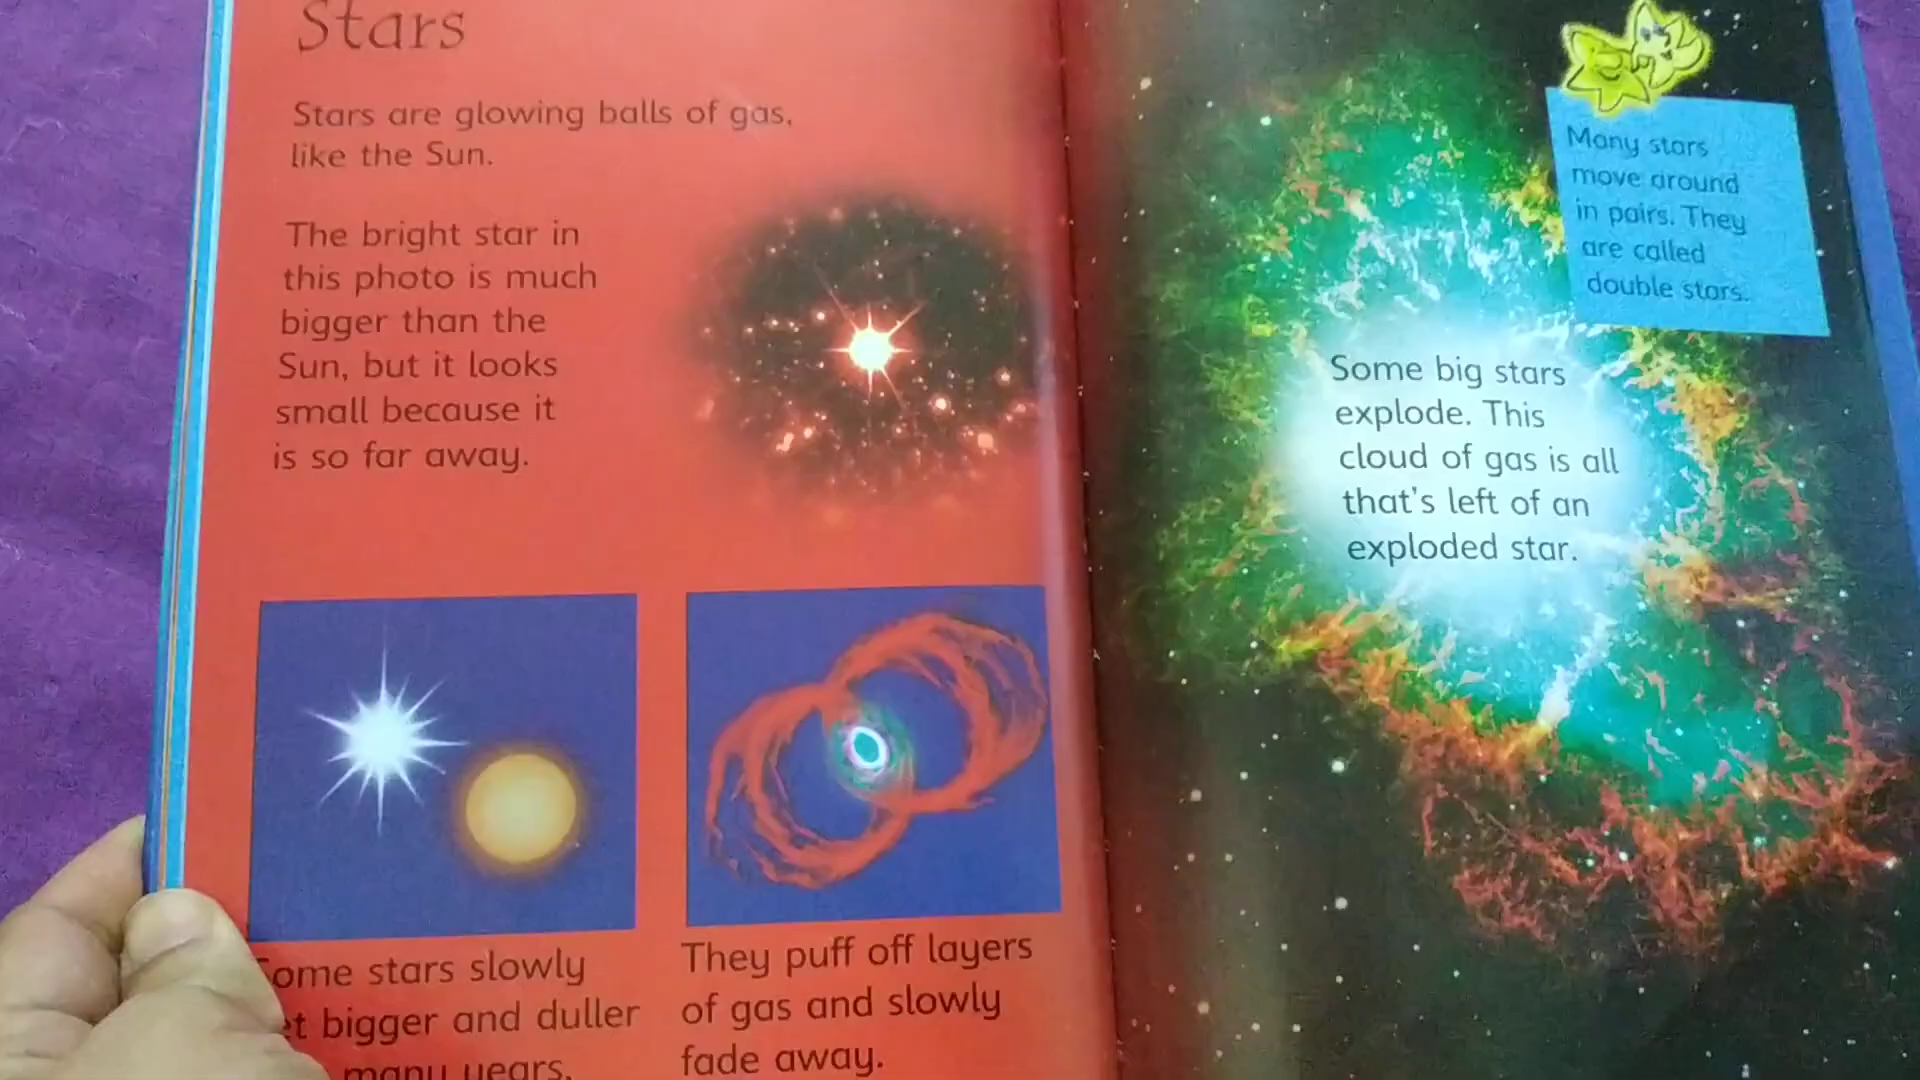 Stars
Stars are glowing balls of gas,
like the Sun.
The bright star in
this photo is much
bigger than the
Sun, but it looks
small because it
is so far away.
ome stars slowly
et bigger and duller
many years.
They puff off layers
of gas and slowly
fade away.
Many stars
move around
in pairs. They
are called
double stars.
Some big stars
explode. This
cloud of gas is all
that's left of an
exploded star.